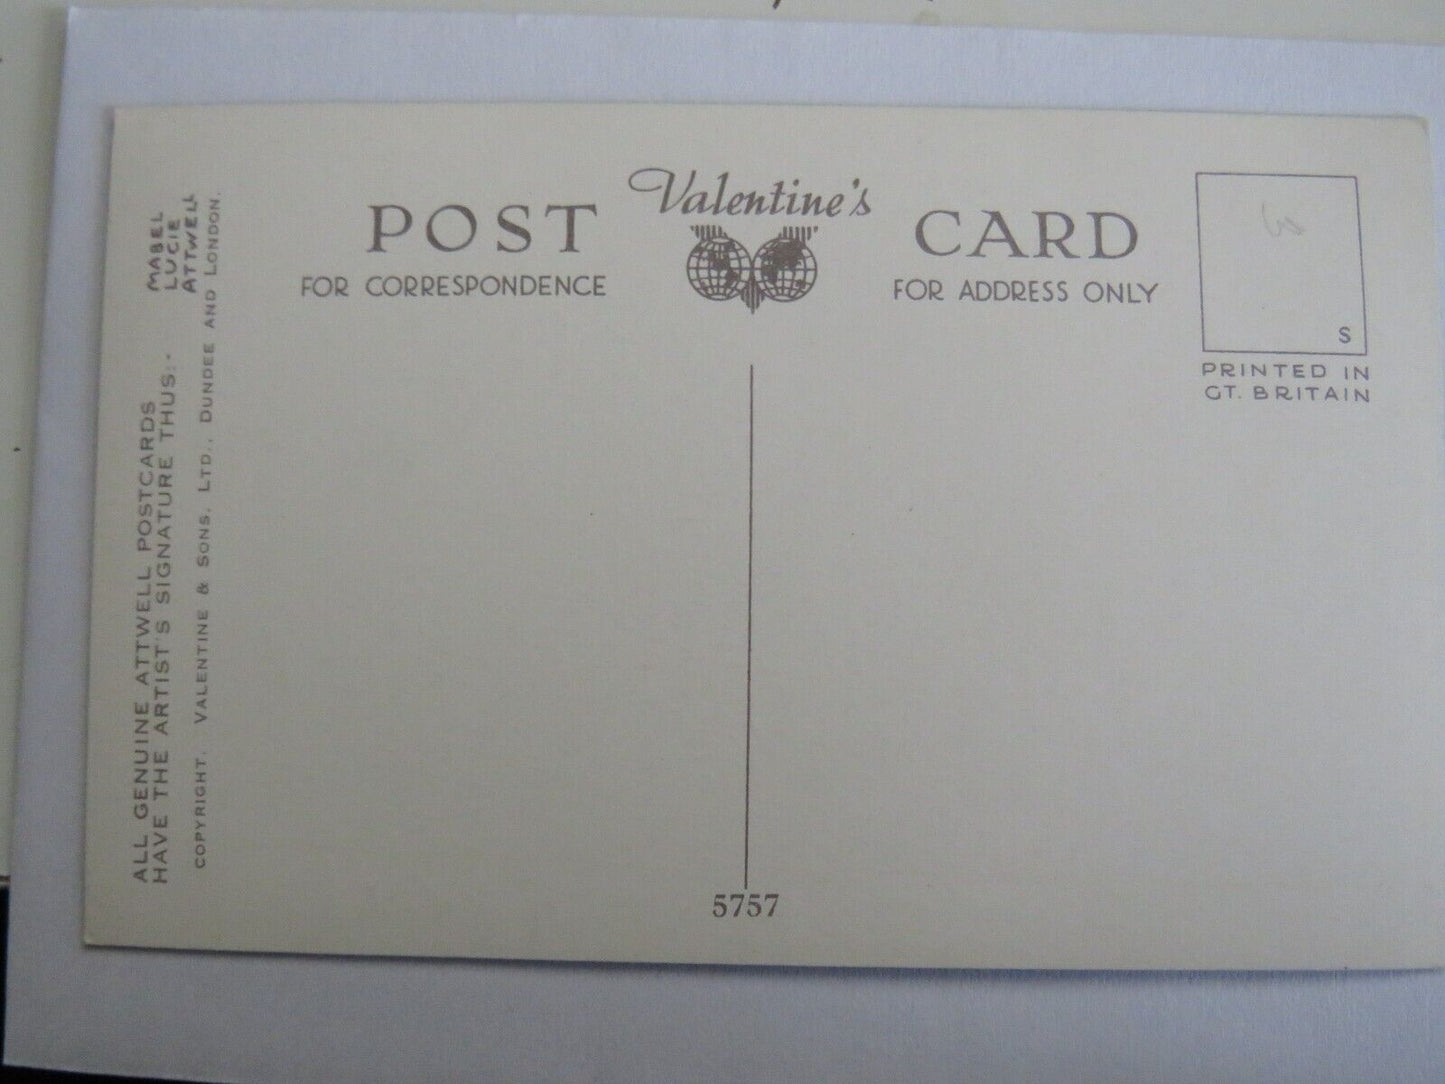 Valentine's
POST CARD
FOR CORRESPONDENCE
FOR ADDRESS ONLY
S
PRINTED IN
GT. BRITAIN
ALL GENUINE ATTWELL POSTCARDS
HAVE THE ARTIST'S SIGNATURE THUS:-
MABEL
LUCIE
ATTWELL
COPYRIGHT. VALENTINE & SONS, LTD., DUNDEE AND LONDON.
5757